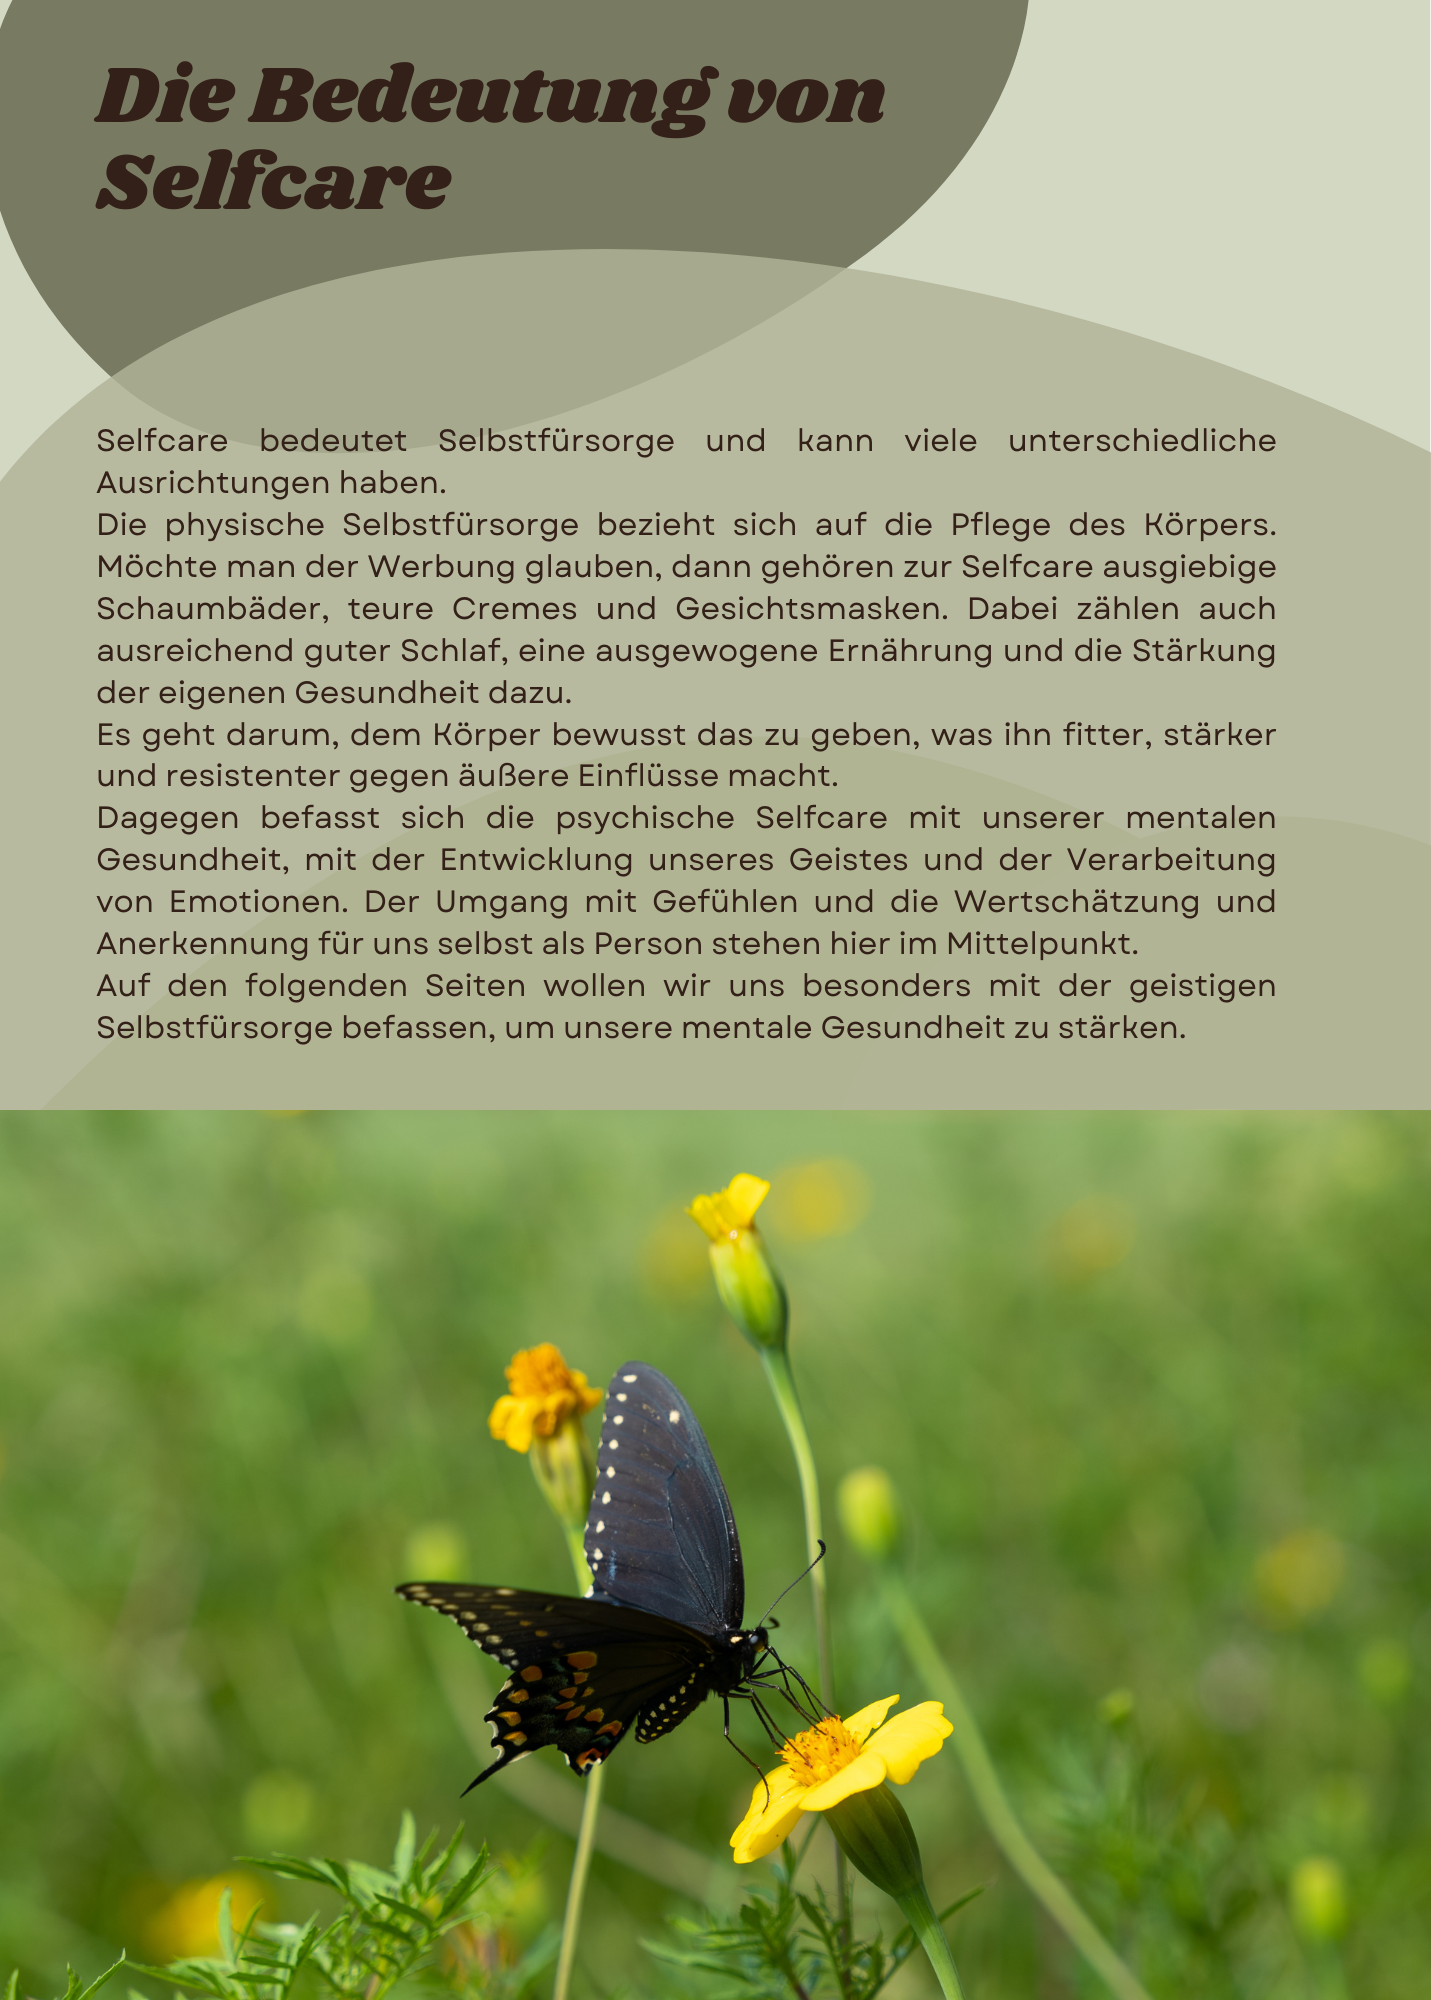 Die Bedeutung von
Selfcare
Selfcare bedeutet Selbstfürsorge und kann viele unterschiedliche
Ausrichtungen haben.
Die physische Selbstfürsorge bezieht sich auf die Pflege des Körpers.
Möchte man der Werbung glauben, dann gehören zur Selfcare ausgiebige
Schaumbäder, teure Cremes und Gesichtsmasken. Dabei zählen auch
ausreichend guter Schlaf, eine ausgewogene Ernährung und die Stärkung
der eigenen Gesundheit dazu.
Es geht darum, dem Körper bewusst das zu geben, was ihn fitter, stärker
und resistenter gegen äußere Einflüsse macht.
Dagegen befasst sich die psychische Selfcare mit unserer mentalen
Gesundheit, mit der Entwicklung unseres Geistes und der Verarbeitung
von Emotionen. Der Umgang mit Gefühlen und die Wertschätzung und
Anerkennung für uns selbst als Person stehen hier im Mittelpunkt.
Auf den folgenden Seiten wollen wir uns besonders mit der geistigen
Selbstfürsorge befassen, um unsere mentale Gesundheit zu stärken.